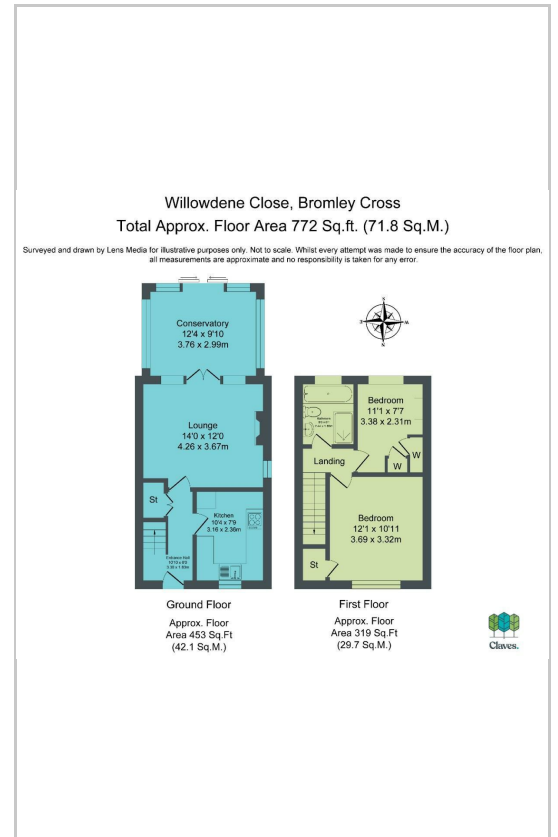 Willowdene Close, Bromley Cross
Total Approx. Floor Area 772 Sq.ft. (71.8 Sq.M.)
Surveyed and drawn by Lens Media for illustrative purposes only. Not to scale. Whilst every attempt was made to ensure the accuracy of the floor plan,
all measurements are approximate and no responsibility is taken for any error.
Conservatory
12'4 x 9'10
3.76 x 2.99m
Lounge
14'0 x 12'0
4.26 x 3.67m
St
Kitchen
10'4 x 7'9
3.16 x 2.36m
Entrance Hall
Ground Floor
Approx. Floor
Area 453 Sq.Ft
(42.1 Sq.M.)
Bathroom
Bedroom
11'1 x 7'7
3.38 x 2.31m
Landing
W
W
Bedroom
12'1 x 10'11
3.69 x 3.32m
St
First Floor
Approx. Floor
Area 319 Sq.Ft
(29.7 Sq.M.)
Claves.